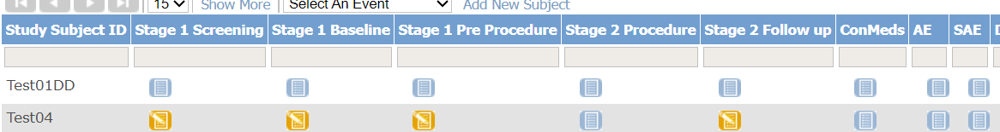 15 Show More Select An Event Add New Subject
Study Subject ID Stage 1 Screening Stage 1 Baseline Stage 1 Pre Procedure Stage 2 Procedure Stage 2 Follow up ConMeds AE SAE
Test01DD
Test04